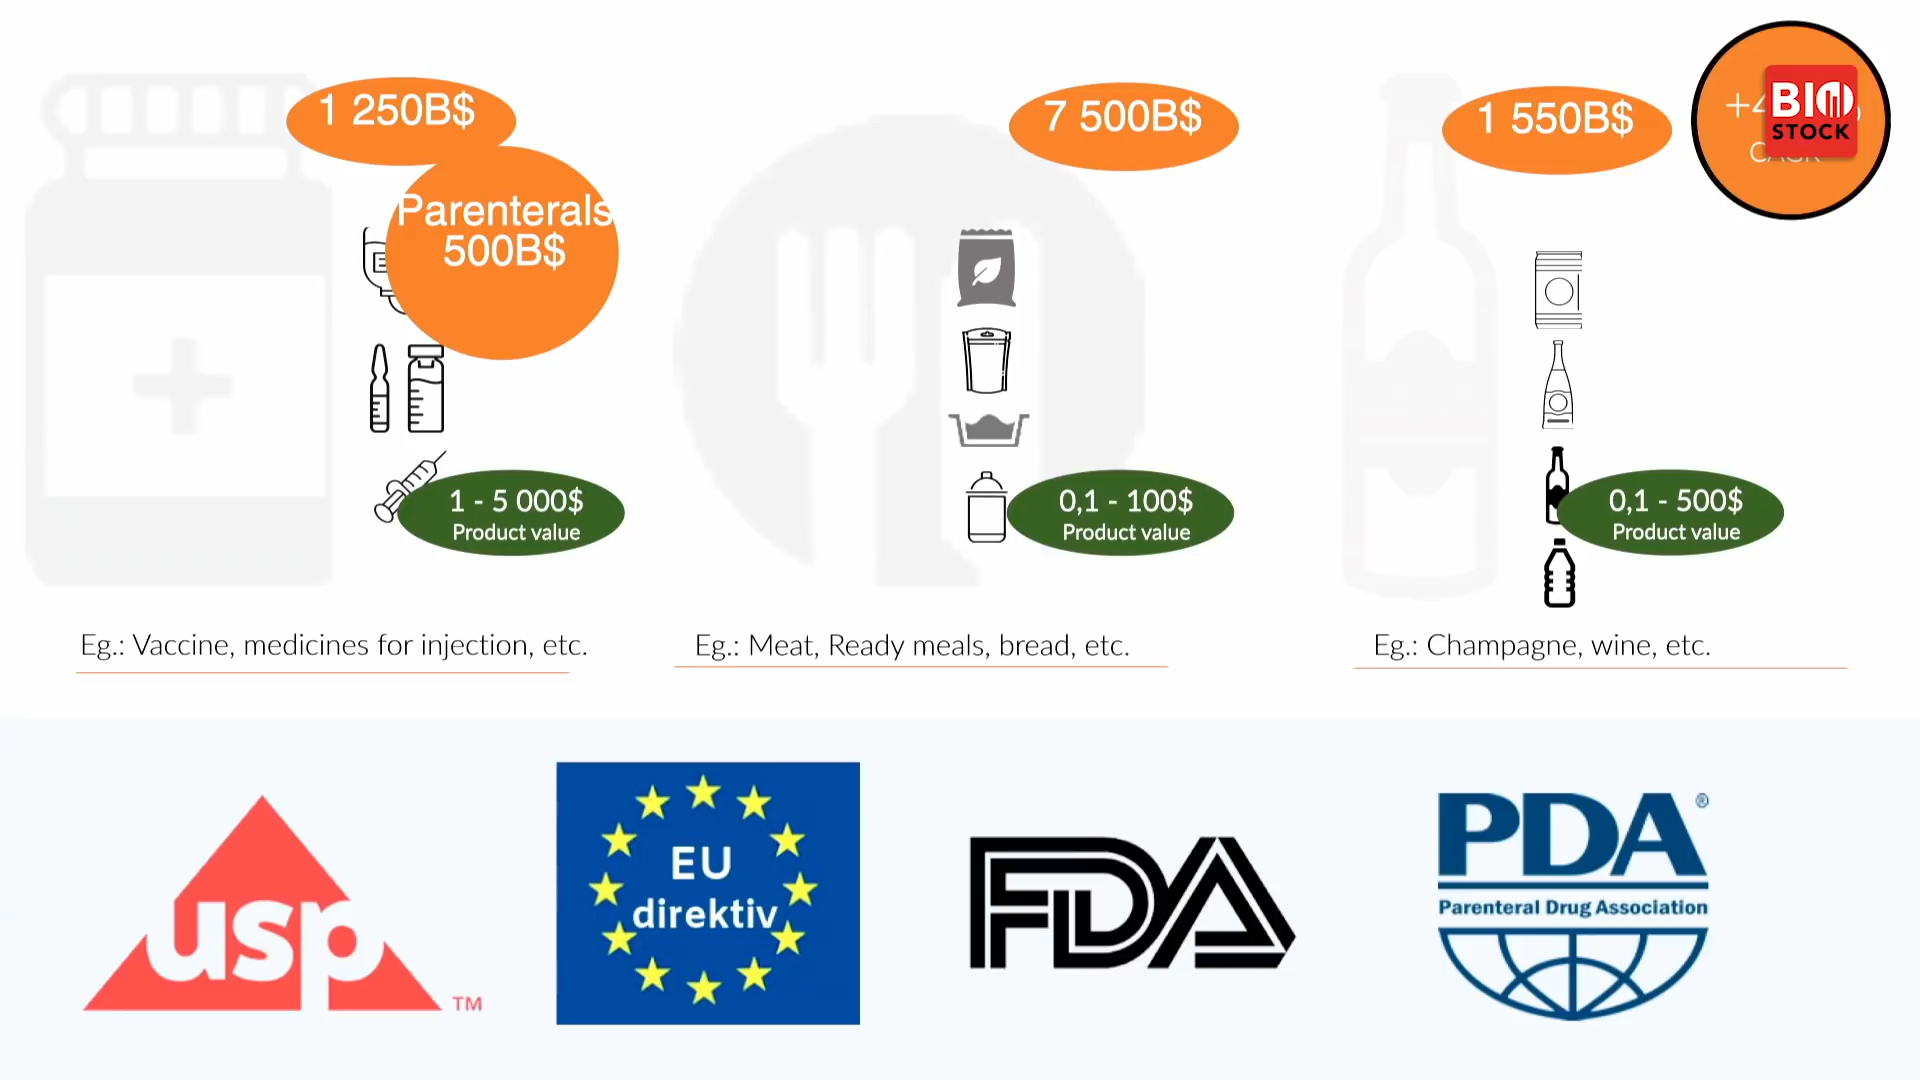 1 250B$
Parenterals
500B$
1 - 5 000$
Product value
Eg.: Vaccine, medicines for injection, etc.
7 500B$
0,1 - 100$
Product value
Eg.: Meat, Ready meals, bread, etc.
1 550B$
0,1 - 500$
Product value
Eg.: Champagne, wine, etc.
BIO
STOCK
usp
TM
EU
direktiv
FDA
PDA®
Parenteral Drug Association